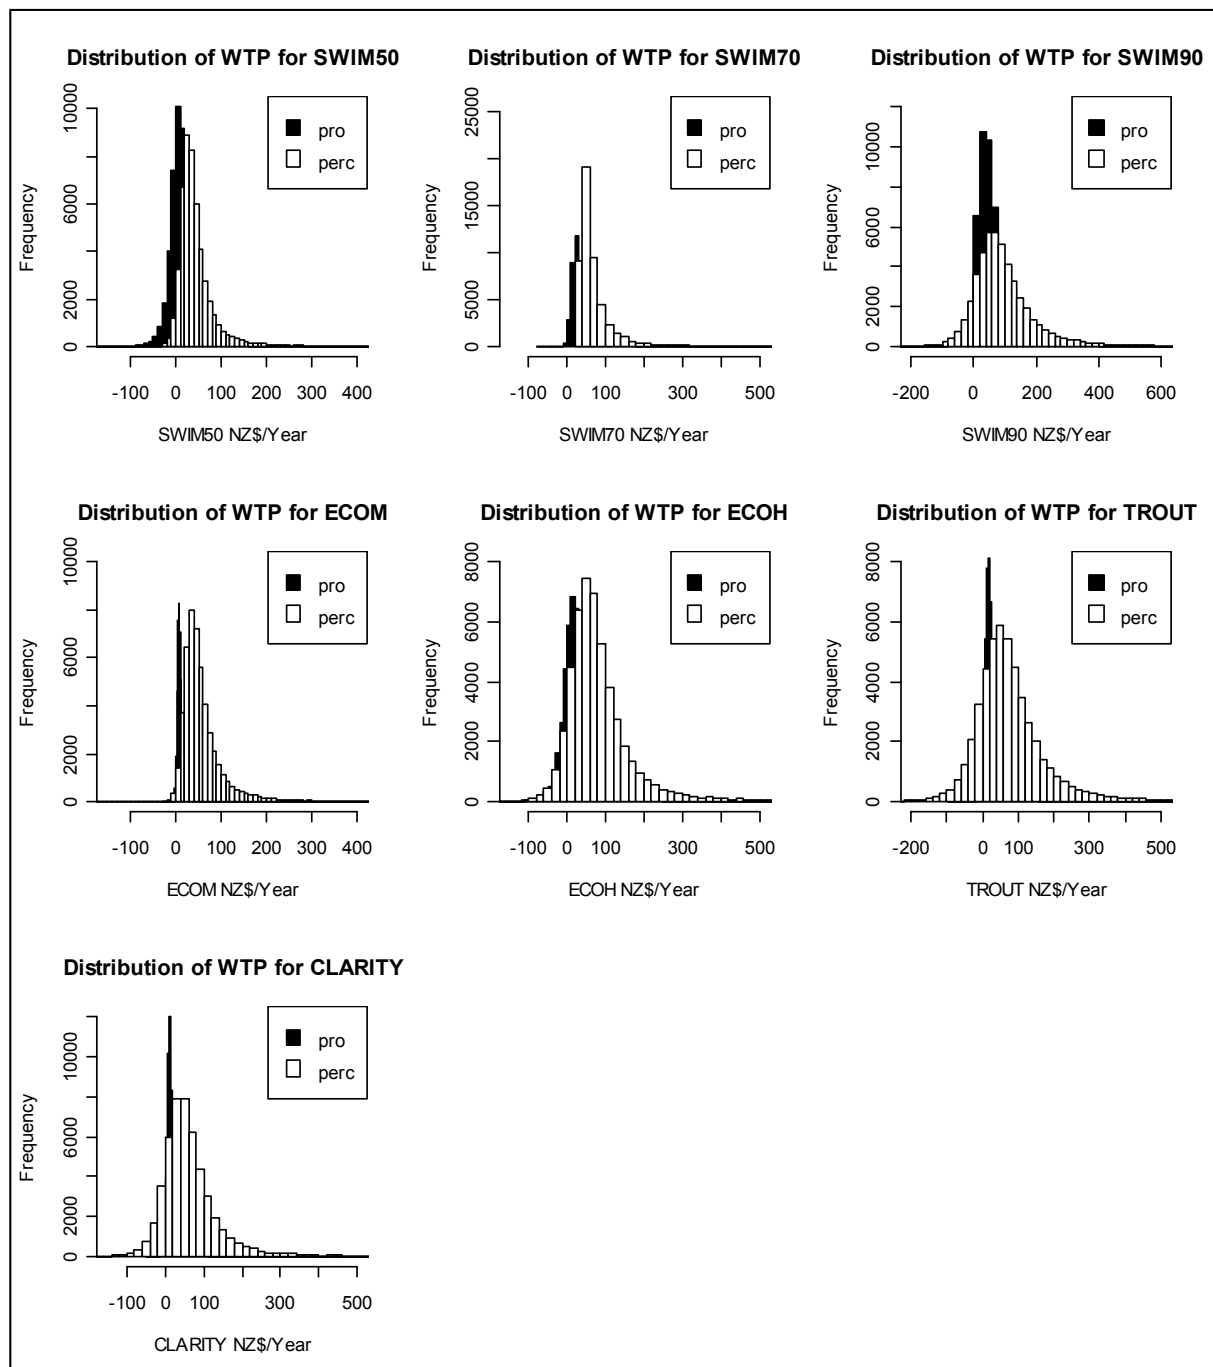 Distribution of WTP for SWIM50
Frequency
0
2000
6000
10000
pro
perc
-100 0 100 200 300 400
SWIM50 NZ$/Year
Distribution of WTP for SWIM70
Frequency
0
5000
15000
25000
pro
perc
-100 0 100 300 500
SWIM70 NZ$/Year
Distribution of WTP for SWIM90
Frequency
0
2000
6000
10000
pro
perc
-200 0 200 400 600
SWIM90 NZ$/Year
Distribution of WTP for ECOM
Frequency
0
2000
6000
10000
pro
perc
-100 0 100 200 300 400
ECOM NZ$/Year
Distribution of WTP for ECOH
Frequency
0
2000
4000
6000
8000
pro
perc
-100 0 100 300 500
ECOH NZ$/Year
Distribution of WTP for TROUT
Frequency
0
2000
4000
6000
8000
pro
perc
-200 0 100 300 500
TROUT NZ$/Year
Distribution of WTP for CLARITY
Frequency
0
2000
6000
10000
pro
perc
-100 0 100 300 500
CLARITY NZ$/Year